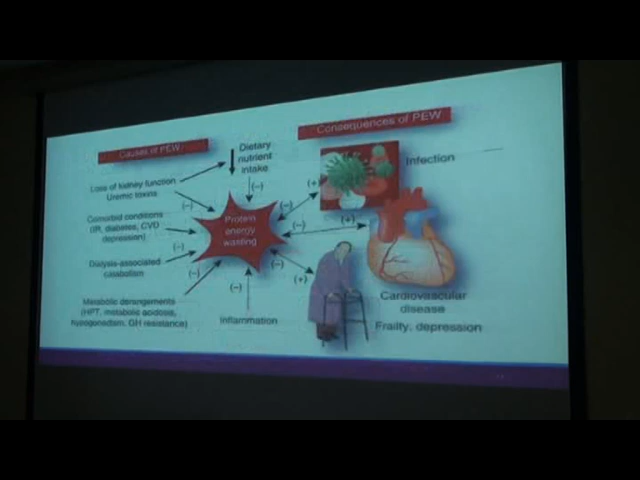 Causes of PEW
Consequences of PEW
Dietary
nutrient
intake
Loss of kidney function
Uremic toxins
Comorbid conditions
(IR, diabetes, CVD
depression)
Dialysis-associated
catabolism
Metabolic derangements
(HPT, metabolic acidosis,
hypogonadism, GH resistance)
Inflammation
Protein
energy
wasting
(–)
(–)
(–)
(–)
(–)
(–)
(–)
(+)
(–)
(+)
(–)
(+)
Infection
Cardiovascular
disease
Frailty, depression